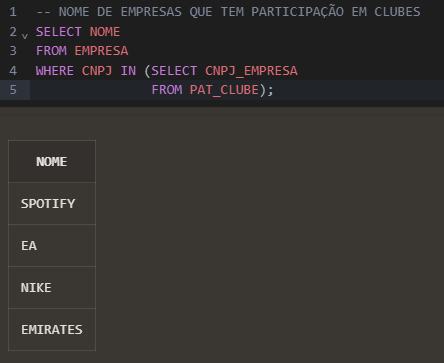 1 -- NOME DE EMPRESAS QUE TEM PARTICIPAÇÃO EM CLUBES
2 SELECT NOME
3 FROM EMPRESA
4 WHERE CNPJ IN (SELECT CNPJ_EMPRESA
5 FROM PAT_CLUBE);
NOME
SPOTIFY
EA
NIKE
EMIRATES